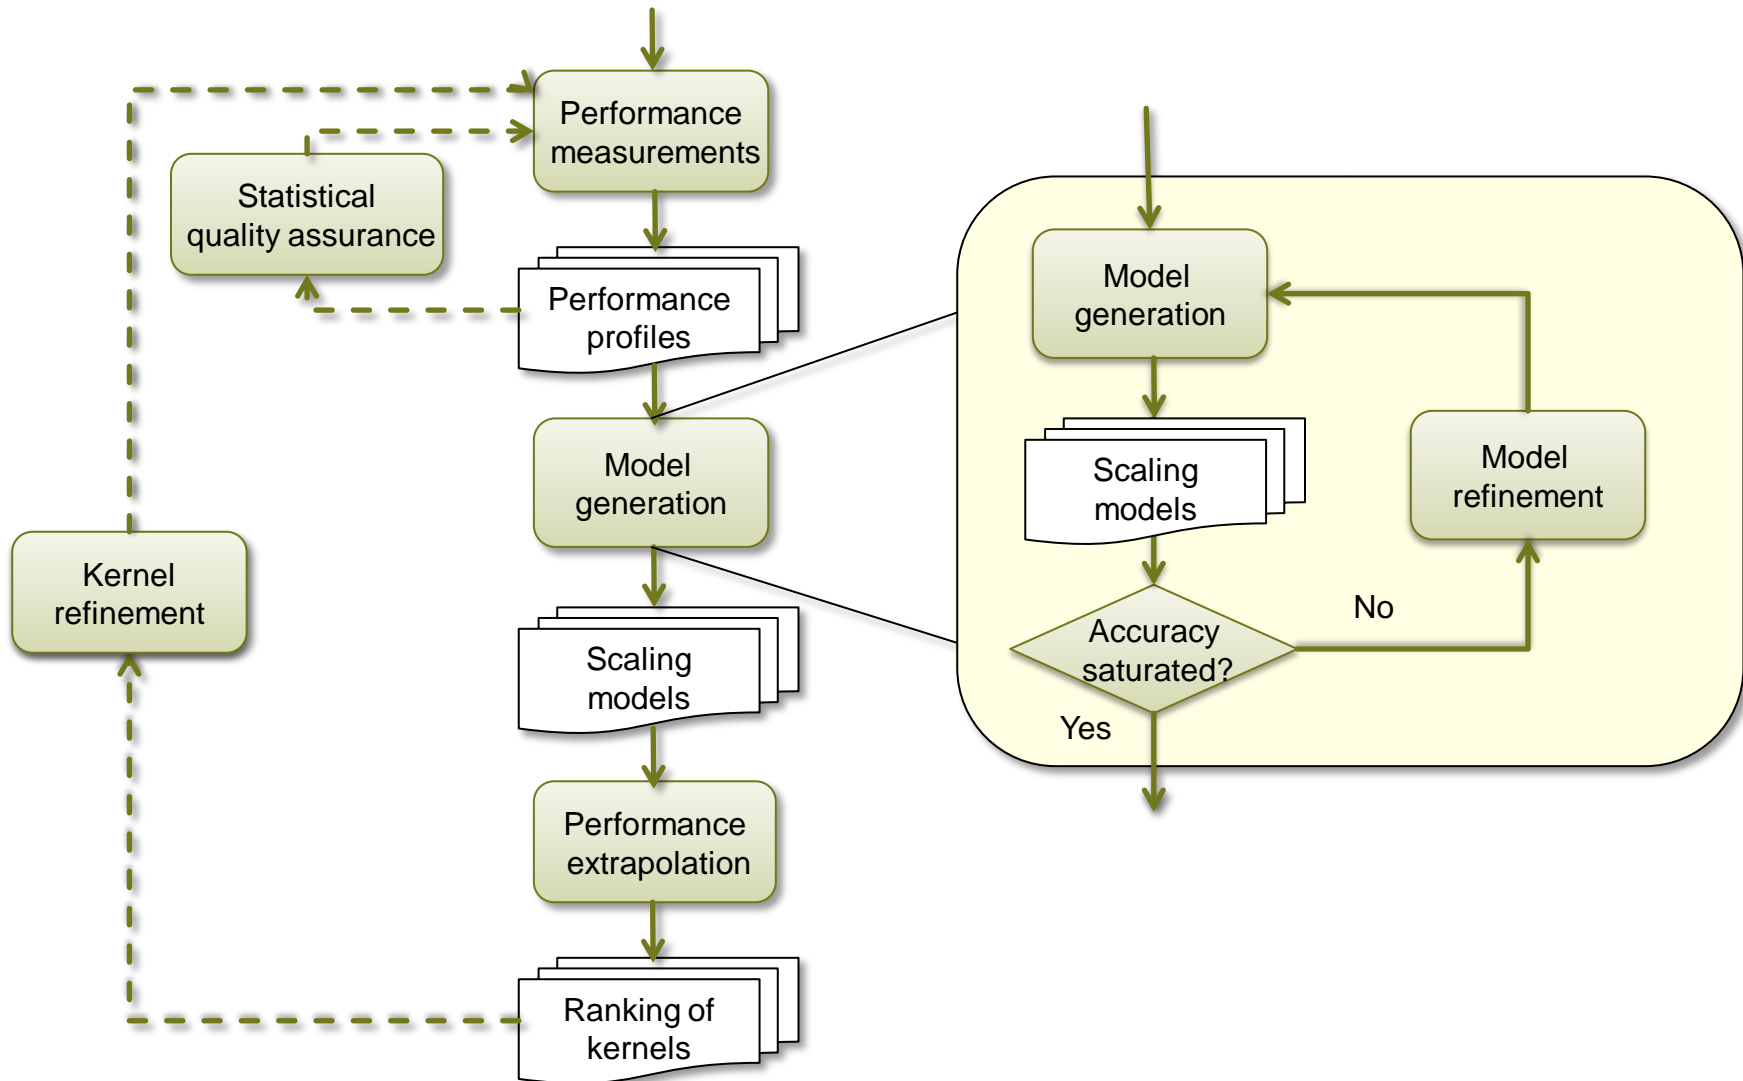 Performance
measurements
Statistical
quality assurance
Performance
profiles
Model
generation
Kernel
refinement
Scaling
models
Performance
extrapolation
Ranking of
kernels
Model
generation
Scaling
models
Model
refinement
Accuracy
saturated?
No
Yes